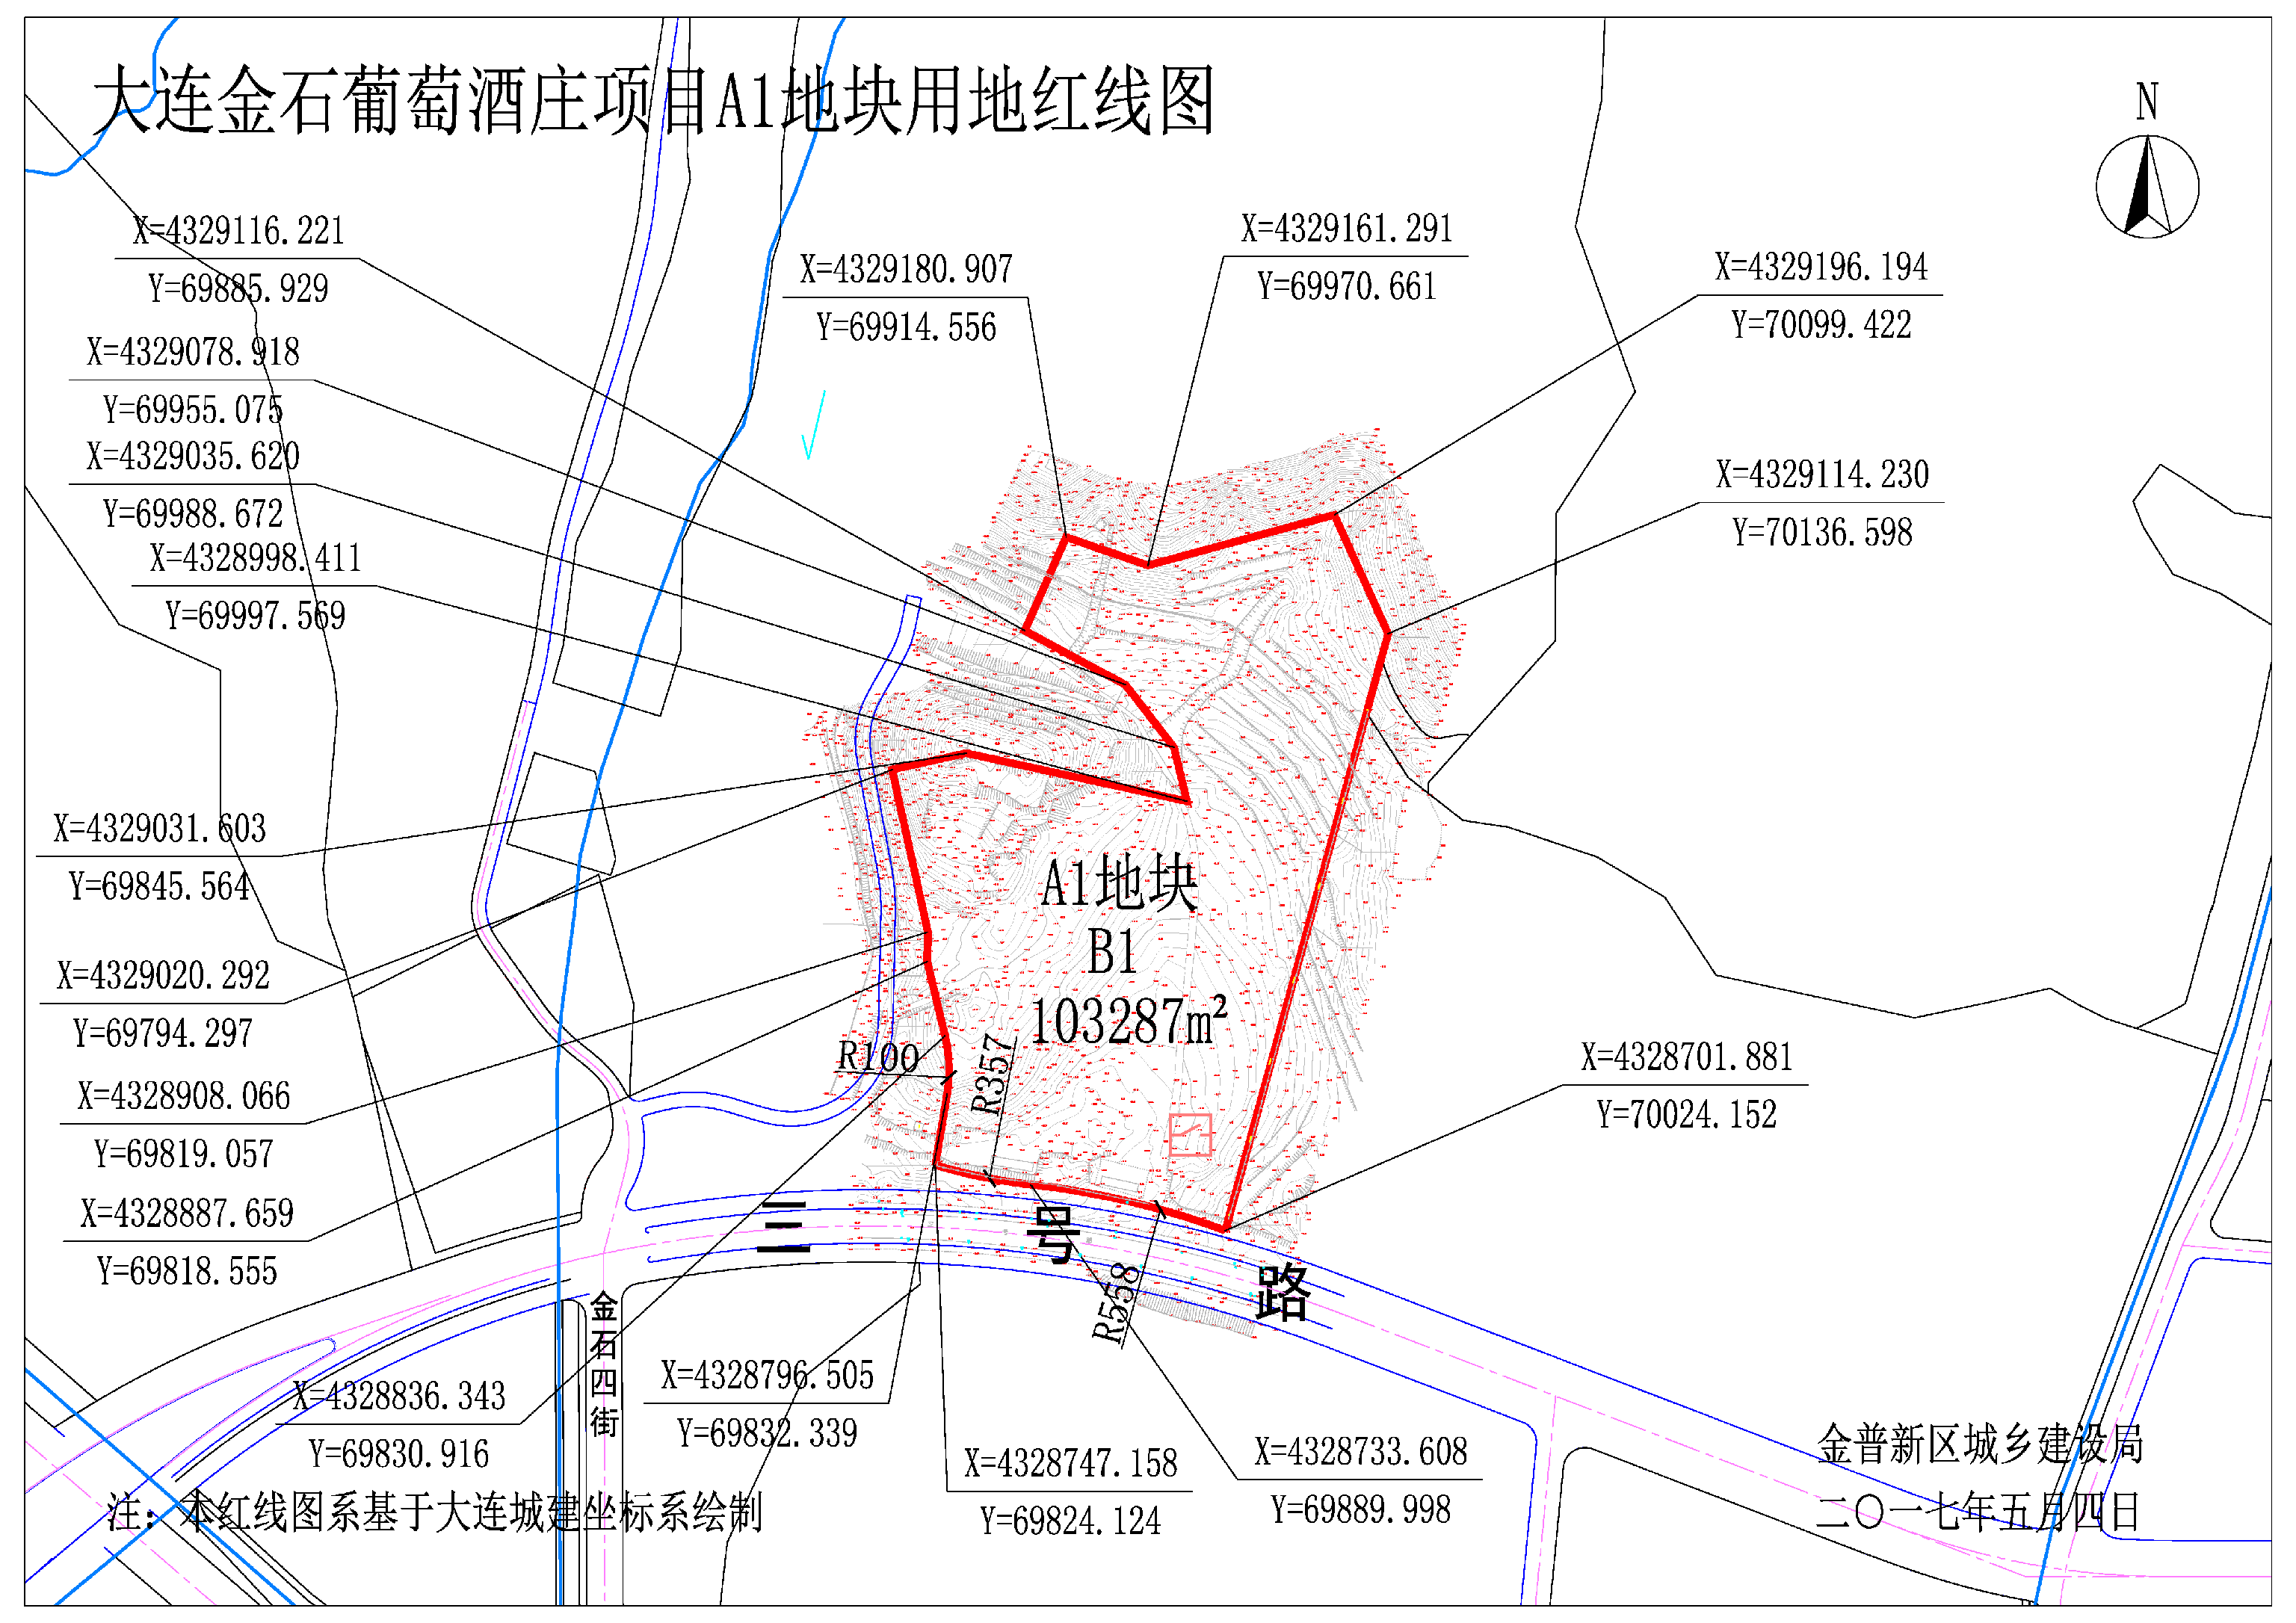 大连金石葡萄酒庄项目A1地块用地红线图
N
X=4329116.221
Y=69885.929
X=4329180.907
Y=69914.556
X=4329161.291
Y=69970.661
X=4329196.194
Y=70099.422
X=4329078.918
Y=69955.075
X=4329035.620
Y=69988.672
X=4328998.411
Y=69997.569
X=4329114.230
Y=70136.598
X=4329031.603
Y=69845.564
X=4329020.292
Y=69794.297
X=4328908.066
Y=69819.057
X=4328887.659
Y=69818.555
A1地块
B1
103287m²
R100
R357
X=4328701.881
Y=70024.152
三号路
R558
金石四街
X=4328836.343
Y=69830.916
X=4328796.505
Y=69832.339
X=4328747.158
Y=69824.124
X=4328733.608
Y=69889.998
金普新区城乡建设局
二〇一七年五月四日
注：本红线图系基于大连城建坐标系绘制